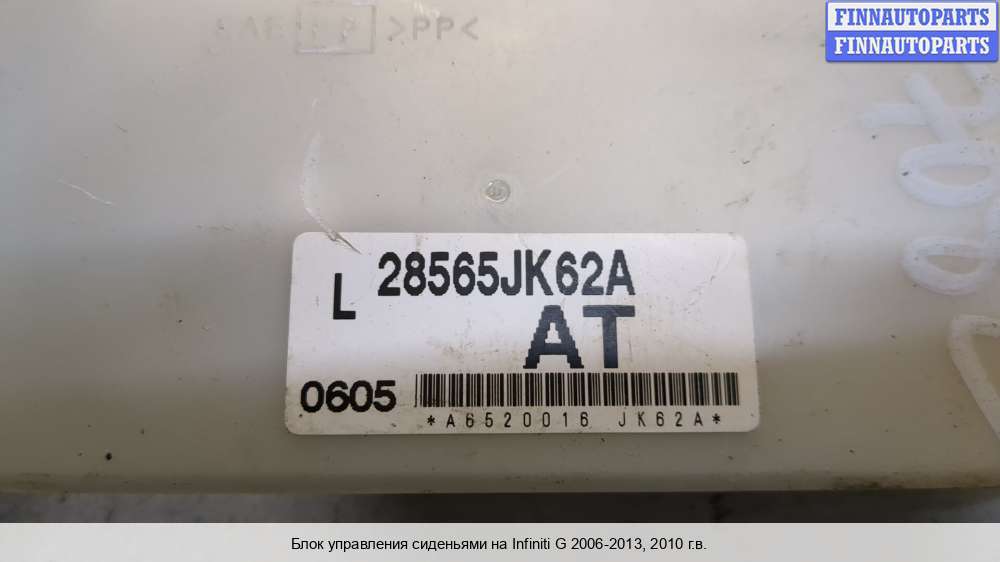 FINNAUTOPARTS
FINNAUTOPARTS
>PP<
28565JK62A
L
AT
0605
*A6520016 JK62A*
Блок управления сиденьями на Infiniti G 2006-2013, 2010 г.в.